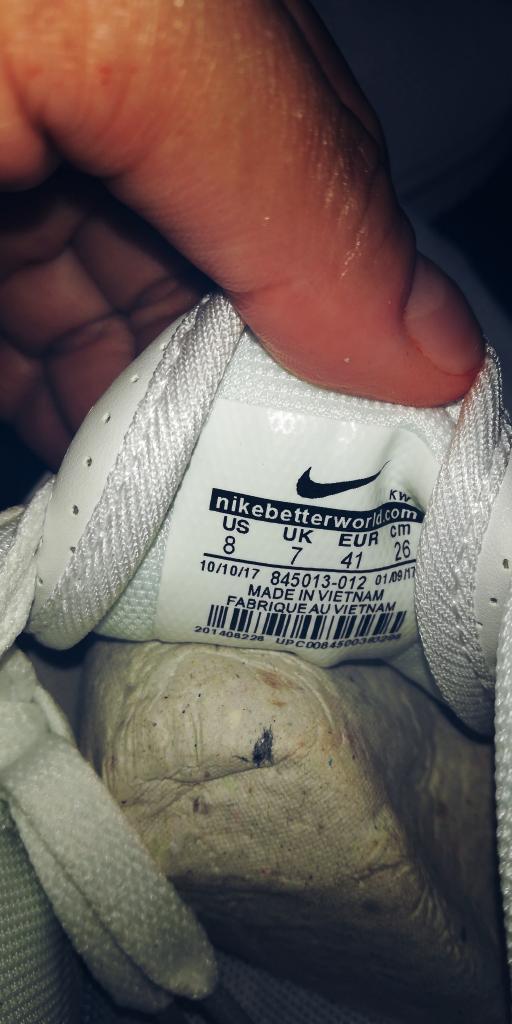 KW
nikebetterworld.com
US UK EUR cm
8 7 41 26
10/10/17 845013-012 01/09/17
MADE IN VIETNAM
FABRIQUE AU VIETNAM